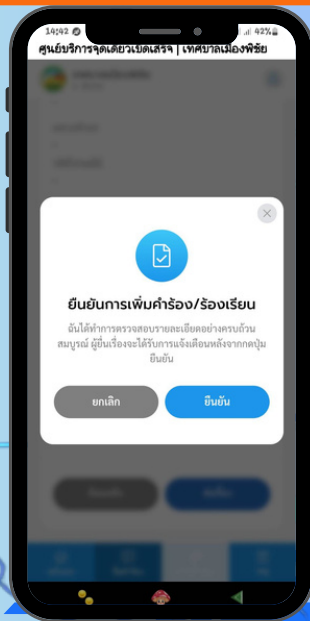 14:42
42%
ศูนย์บริการจุดเดียวเบ็ดเสร็จ | เทศบาลเมืองพิชัย
ยืนยันการเพิ่มคำร้อง/ร้องเรียน
ฉันได้ทำการตรวจสอบรายละเอียดอย่างครบถ้วน
สมบูรณ์ ผู้ยื่นเรื่องจะได้รับการแจ้งเตือนหลังจากกดปุ่ม
ยืนยัน
ยกเลิก
ยืนยัน